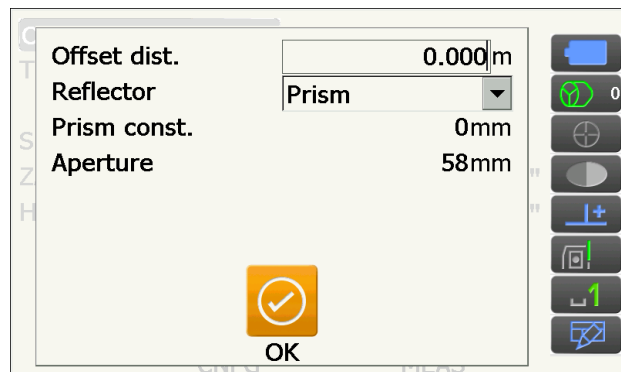 Offset dist. 0.000 m
Reflector Prism
Prism const. 0mm
Aperture 58mm
OK
0
1